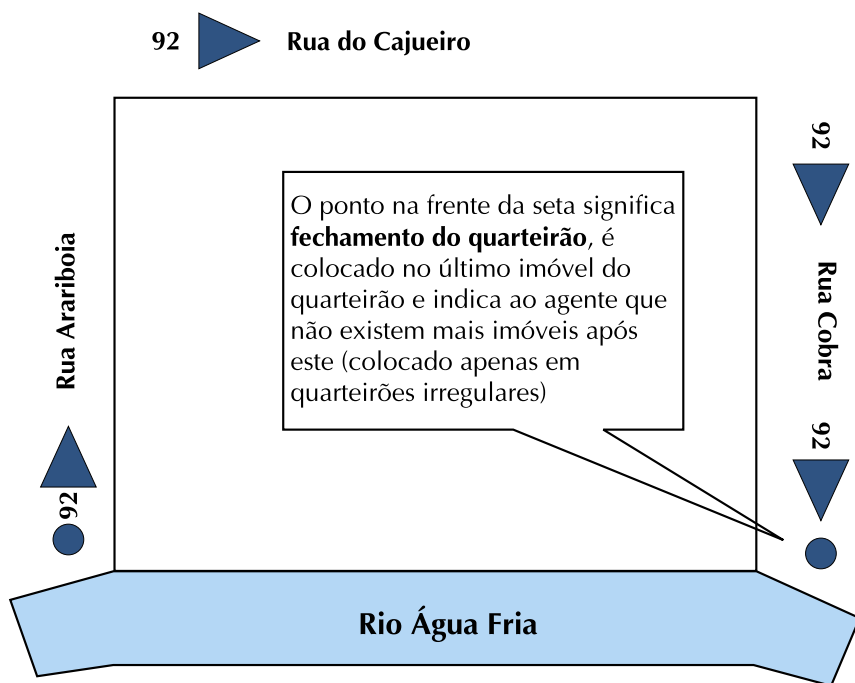 92
Rua do Cajueiro
92
O ponto na frente da seta significa
fechamento do quarteirão, é
colocado no último imóvel do
quarteirão e indica ao agente que
não existem mais imóveis após
este (colocado apenas em
quarteirões irregulares)
Rua Arariboia
Rua Cobra
92
92
Rio Água Fria